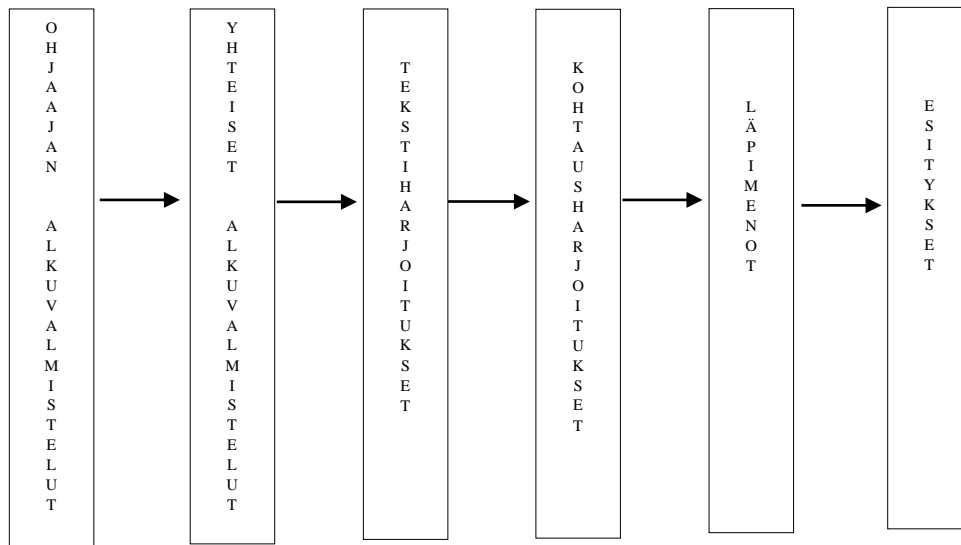 OHJAAJAN ALKUVALMISTELUT
YHTEISET ALKUVALMISTELUT
TEKSTIHARJOITUKSET
KOHTAUSHARJOITUKSET
LÄPIMENOT
ESITYKSET